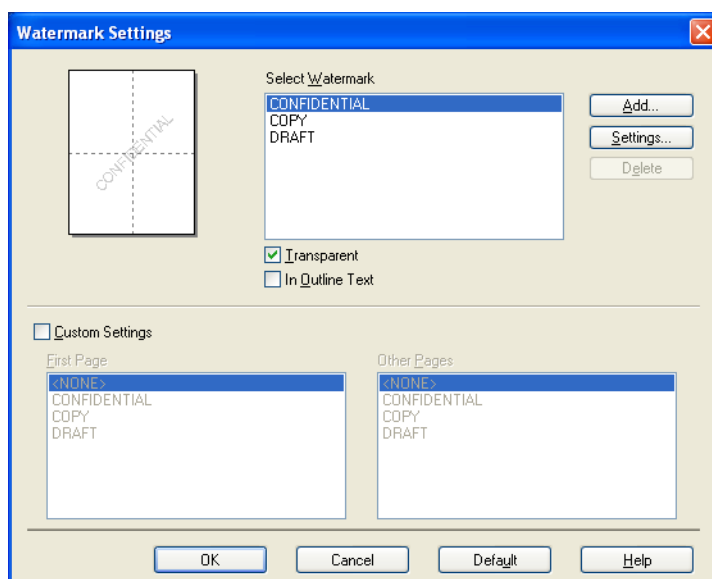 Watermark Settings
CONFIDENTIAL
Select Watermark
CONFIDENTIAL
COPY
DRAFT
Add...
Settings...
Delete
Transparent
In Outline Text
Custom Settings
First Page
<NONE>
CONFIDENTIAL
COPY
DRAFT
Other Pages
<NONE>
CONFIDENTIAL
COPY
DRAFT
OK
Cancel
Default
Help